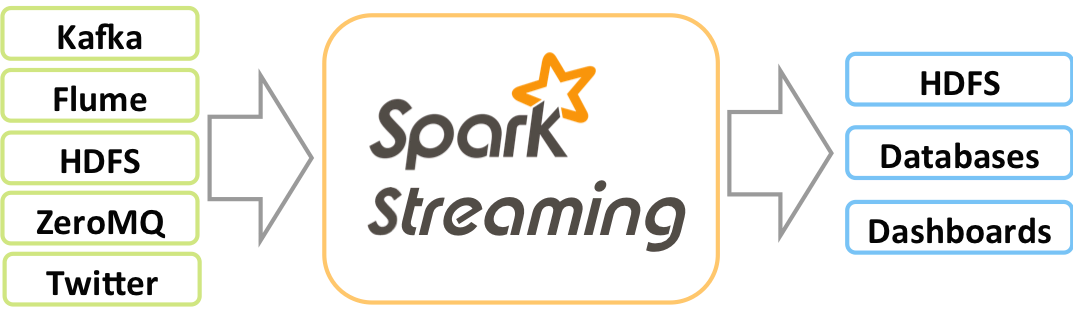 Kafka
Flume
HDFS
ZeroMQ
Twitter
Spark
Streaming
HDFS
Databases
Dashboards